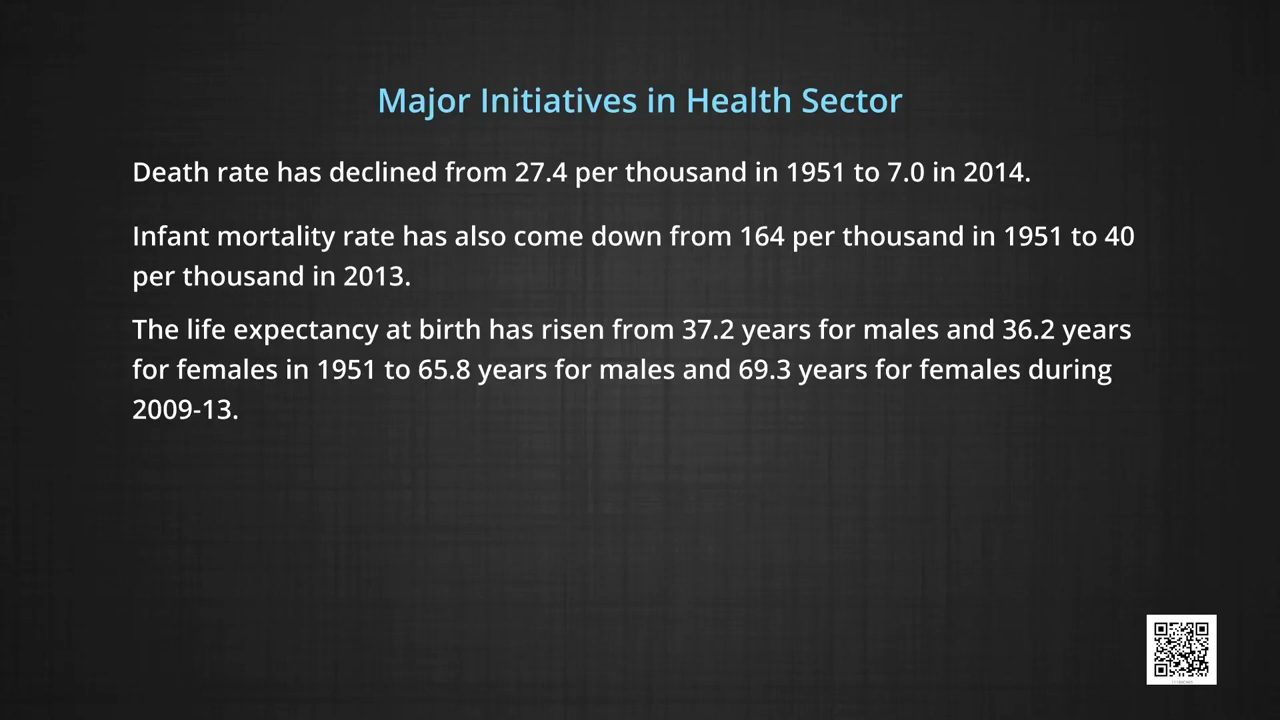 Major Initiatives in Health Sector
Death rate has declined from 27.4 per thousand in 1951 to 7.0 in 2014.
Infant mortality rate has also come down from 164 per thousand in 1951 to 40
per thousand in 2013.
The life expectancy at birth has risen from 37.2 years for males and 36.2 years
for females in 1951 to 65.8 years for males and 69.3 years for females during
2009-13.